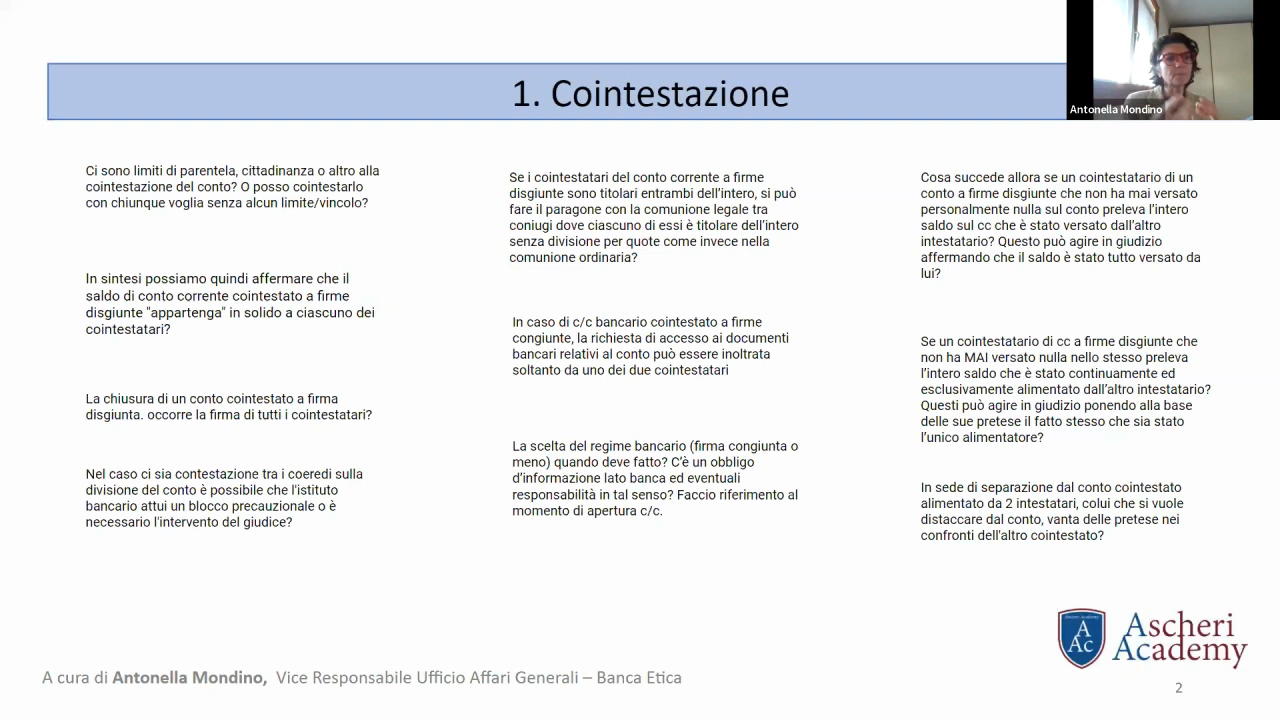 Antonella Mondino
1. Cointestazione
Ci sono limiti di parentela, cittadinanza o altro alla
cointestazione del conto? O posso cointestarlo
con chiunque voglia senza alcun limite/vincolo?
In sintesi possiamo quindi affermare che il
saldo di conto corrente cointestato a firme
disgiunte "appartenga" in solido a ciascuno dei
cointestatari?
La chiusura di un conto cointestato a firma
disgiunta. occorre la firma di tutti i cointestatari?
Nel caso ci sia contestazione tra i coeredi sulla
divisione del conto è possibile che l'istituto
bancario attui un blocco precauzionale o è
necessario l'intervento del giudice?
Se i cointestatari del conto corrente a firme
disgiunte sono titolari entrambi dell'intero, si può
fare il paragone con la comunione legale tra
coniugi dove ciascuno di essi è titolare dell'intero
senza divisione per quote come invece nella
comunione ordinaria?
In caso di c/c bancario cointestato a firme
congiunte, la richiesta di accesso ai documenti
bancari relativi al conto può essere inoltrata
soltanto da uno dei due cointestatari
La scelta del regime bancario (firma congiunta o
meno) quando deve fatto? C'è un obbligo
d'informazione lato banca ed eventuali
responsabilità in tal senso? Faccio riferimento al
momento di apertura c/c.
Cosa succede allora se un cointestatario di un
conto a firme disgiunte che non ha mai versato
personalmente nulla sul conto preleva l'intero
saldo sul cc che è stato versato dall'altro
intestatario? Questo può agire in giudizio
affermando che il saldo è stato tutto versato da
lui?
Se un cointestatario di cc a firme disgiunte che
non ha MAI versato nulla nello stesso preleva
l'intero saldo che è stato continuamente ed
esclusivamente alimentato dall'altro intestatario?
Questi può agire in giudizio ponendo alla base
delle sue pretese il fatto stesso che sia stato
l'unico alimentatore?
In sede di separazione dal conto cointestato
alimentato da 2 intestatari, colui che si vuole
distaccare dal conto, vanta delle pretese nei
confronti dell'altro cointestato?
A
Ac
Ascheri
Academy
A cura di Antonella Mondino, Vice Responsabile Ufficio Affari Generali – Banca Etica
2